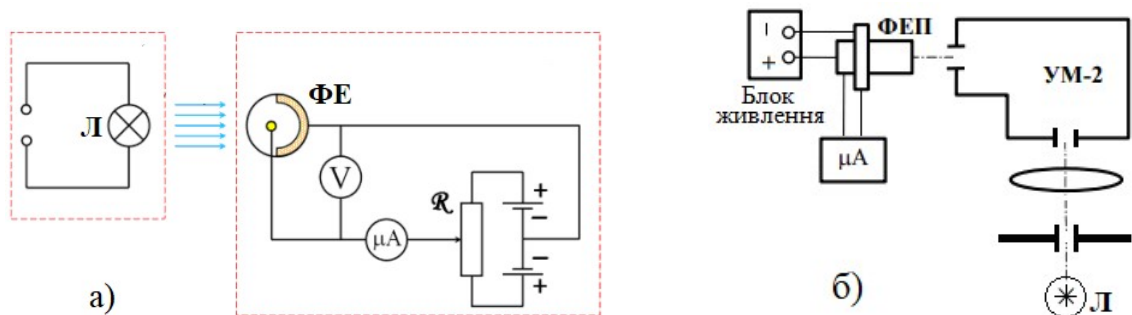 Л
ФЕ
V
μA
R
+
−
−
+
а)
−
+
Блок
живлення
ФЕП
μA
УМ-2
Л
б)